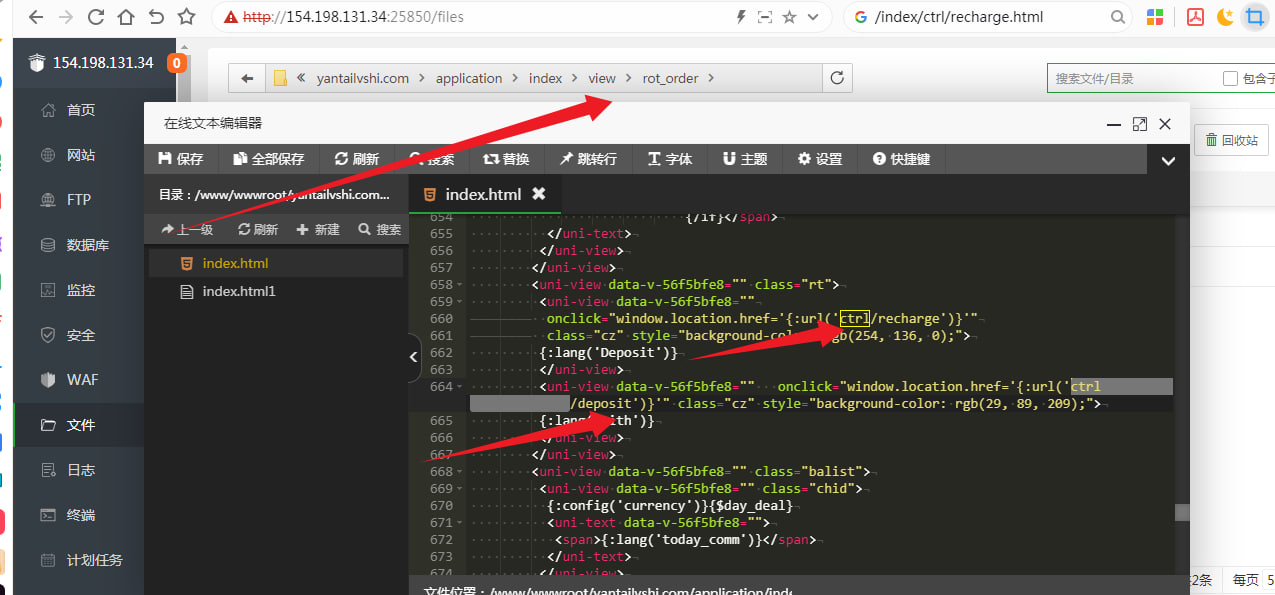 http://154.198.131.34:25850/files
/index/ctrl/recharge.html
154.198.131.34 0
« yantailvshi.com > application > index > view > rot_order >
搜索文件/目录 包含子
回收站
首页
网站
FTP
数据库
监控
安全
WAF
文件
日志
终端
计划任务
在线文本编辑器
保存 全部保存 刷新 搜索 替换 跳转行 字体 主题 设置 快捷键
目录：/www/wwwroot/yantailvshi.com...
index.html
上一级 刷新 新建 搜索
index.html
index.html1
654 {/if}</span>
655 </uni-text>
656 </uni-view>
657 </uni-view>
658 <uni-view data-v-56f5bfe8="" class="rt">
659 <uni-view data-v-56f5bfe8=""
660 onclick="window.location.href='{:url('ctrl/recharge')}'"
661 class="cz" style="background-color: rgb(254, 136, 0);">
662 {:lang('Deposit')}
663 </uni-view>
664 <uni-view data-v-56f5bfe8="" onclick="window.location.href='{:url('ctrl
/deposit')}'" class="cz" style="background-color: rgb(29, 89, 209);">
665 {:lang('with')}
666 </uni-view>
667 </uni-view>
668 <uni-view data-v-56f5bfe8="" class="balist">
669 <uni-view data-v-56f5bfe8="" class="chid">
670 {:config('currency')}{$day_deal}
671 <uni-text data-v-56f5bfe8="">
672 <span>{:lang('today_comm')}</span>
673 </uni-text>
674 </uni-view>
文件位置：/www/wwwroot/yantailvshi.com/application/inde
2条 每页 5